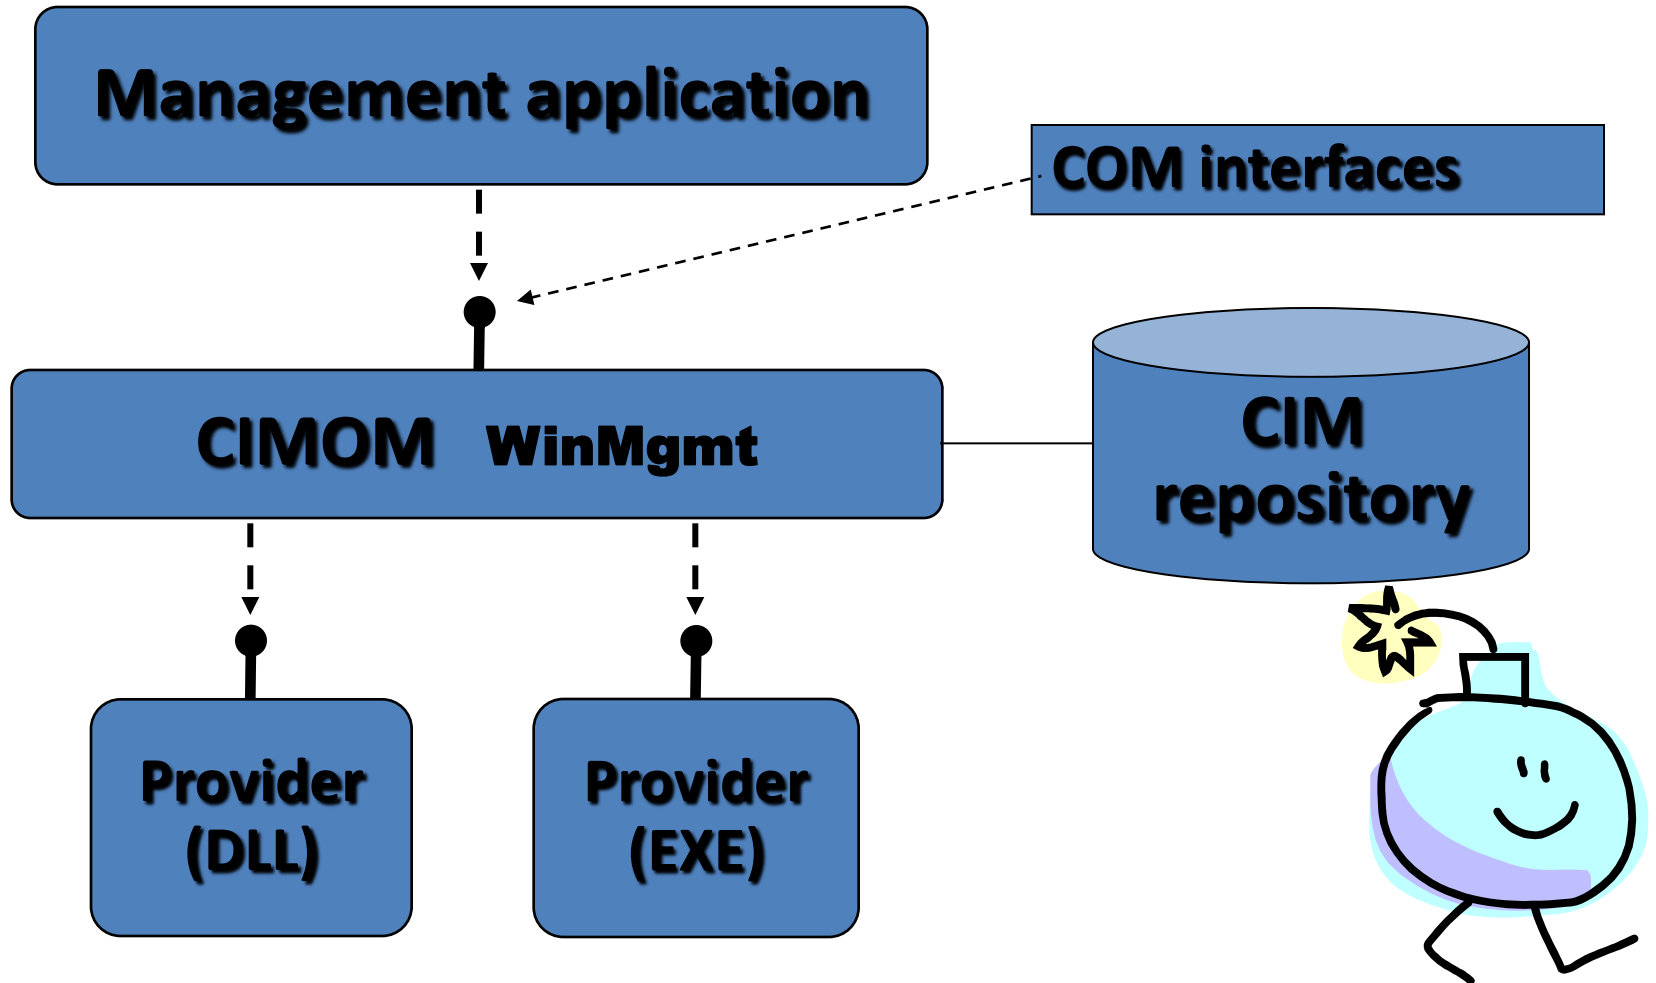 Management application
COM interfaces
CIMOM WinMgmt
CIM
repository
Provider
(DLL)
Provider
(EXE)